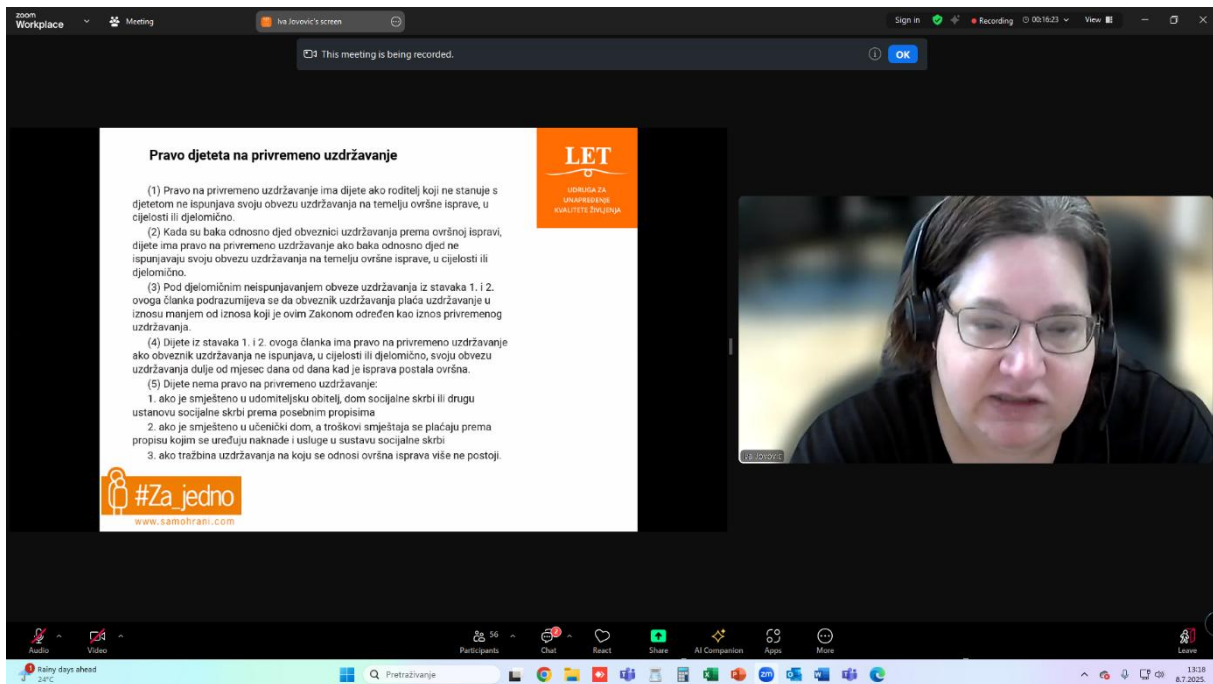 zoom
Workplace
Meeting
Iva Jovovic's screen
Sign in
Recording
00:16:23
View
This meeting is being recorded.
OK
Pravo djeteta na privremeno uzdržavanje
LET
UDRUGA ZA
UNAPREĐENJE
KVALITETE ŽIVLJENJA
(1) Pravo na privremeno uzdržavanje ima dijete ako roditelj koji ne stanuje s
djetetom ne ispunjava svoju obvezu uzdržavanja na temelju ovršne isprave, u
cijelosti ili djelomično.
(2) Kada su baka odnosno djed obveznici uzdržavanja prema ovršnoj ispravi,
dijete ima pravo na privremeno uzdržavanje ako baka odnosno djed ne
ispunjavaju svoju obvezu uzdržavanja na temelju ovršne isprave, u cijelosti ili
djelomično.
(3) Pod djelomičnim neispunjavanjem obveze uzdržavanja iz stavaka 1. i 2.
ovoga članka podrazumijeva se da obveznik uzdržavanja plaća uzdržavanje u
iznosu manjem od iznosa koji je ovim Zakonom određen kao iznos privremenog
uzdržavanja.
(4) Dijete iz stavaka 1. i 2. ovoga članka ima pravo na privremeno uzdržavanje
ako obveznik uzdržavanja ne ispunjava, u cijelosti ili djelomično, svoju obvezu
uzdržavanja dulje od mjesec dana od dana kad je isprava postala ovršna.
(5) Dijete nema pravo na privremeno uzdržavanje:
1. ako je smješteno u udomiteljsku obitelj, dom socijalne skrbi ili drugu
ustanovu socijalne skrbi prema posebnim propisima
2. ako je smješteno u učenički dom, a troškovi smještaja se plaćaju prema
propisu kojim se uređuju naknade i usluge u sustavu socijalne skrbi
3. ako tražbina uzdržavanja na koju se odnosi ovršna isprava više ne postoji.
#Za_jedno
www.samohrani.com
Iva Jovovic
Audio
Video
56
Participants
2
Chat
React
Share
AI Companion
Apps
More
Leave
1
Rainy days ahead
24°C
Pretraživanje
zm
13:18
8.7.2025.